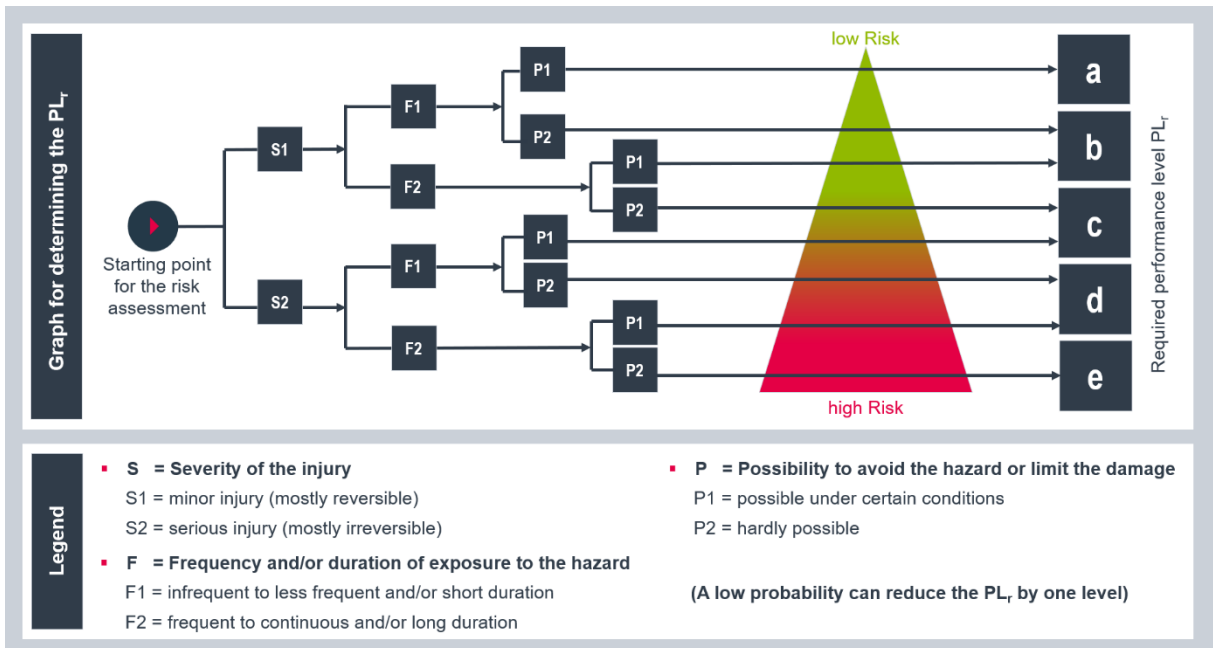 Graph for determining the PLr
low Risk
P1
a
F1
P2
b
S1
P1
F2
P2
c
Starting point
for the risk
assessment
P1
F1
P2
d
S2
P1
F2
P2
e
high Risk
Required performance level PLr
Legend
S = Severity of the injury
S1 = minor injury (mostly reversible)
S2 = serious injury (mostly irreversible)
F = Frequency and/or duration of exposure to the hazard
F1 = infrequent to less frequent and/or short duration
F2 = frequent to continuous and/or long duration
P = Possibility to avoid the hazard or limit the damage
P1 = possible under certain conditions
P2 = hardly possible
(A low probability can reduce the PLr by one level)